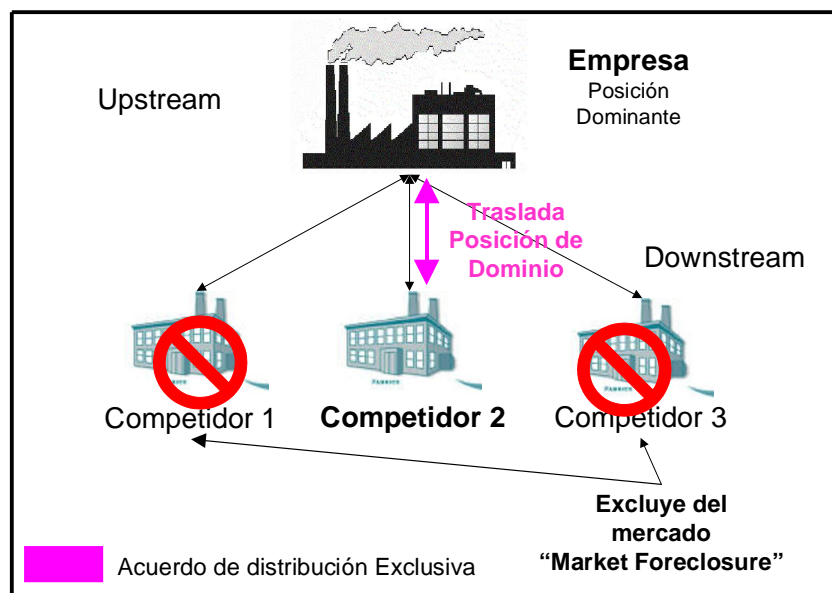 Upstream
Empresa
Posición
Dominante
Traslada
Posición de
Dominio
Downstream
Competidor 1
Competidor 2
Competidor 3
Excluye del
mercado
“Market Foreclosure”
Acuerdo de distribución Exclusiva